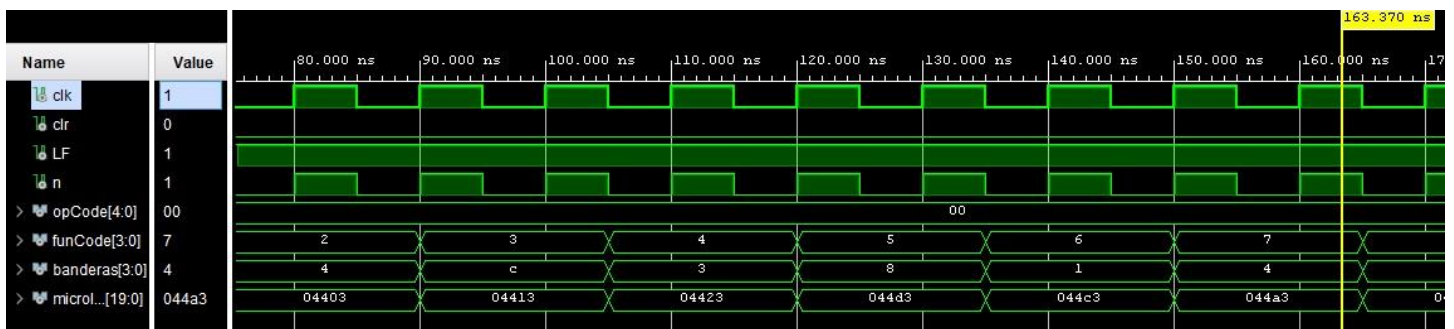 163.370 ns
Name Value
80.000 ns 90.000 ns 100.000 ns 110.000 ns 120.000 ns 130.000 ns 140.000 ns 150.000 ns 160.000 ns 17
clk 1
clr 0
LF 1
n 1
> opCode[4:0] 00 00
> funCode[3:0] 7 2 3 4 5 6 7
> banderas[3:0] 4 4 c 3 8 1 4
> microI...[19:0] 044a3 04403 04413 04423 044d3 044c3 044a3 0